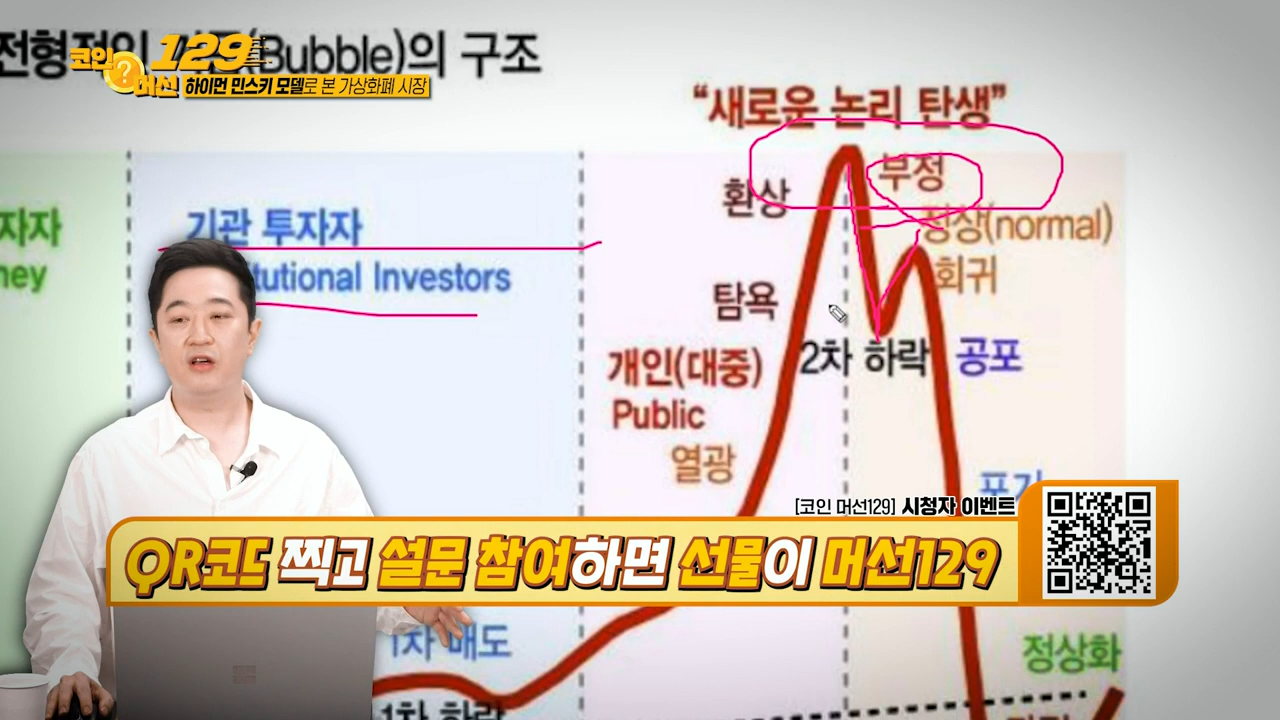 전형적인 거품(Bubble)의 구조
코인 129
머선
하이먼 민스키 모델로 본 가상화폐 시장
"새로운 논리 탄생"
자자
ney
기관 투자자
tutional Investors
환상
부정
정상(normal)
회귀
탐욕
개인(대중)
Public
열광
2차 하락
공포
포기
[코인 머선129] 시청자 이벤트
QR코드 찍고 설문 참여하면 선물이 머선129
1차 매도
1차 하락
정상화